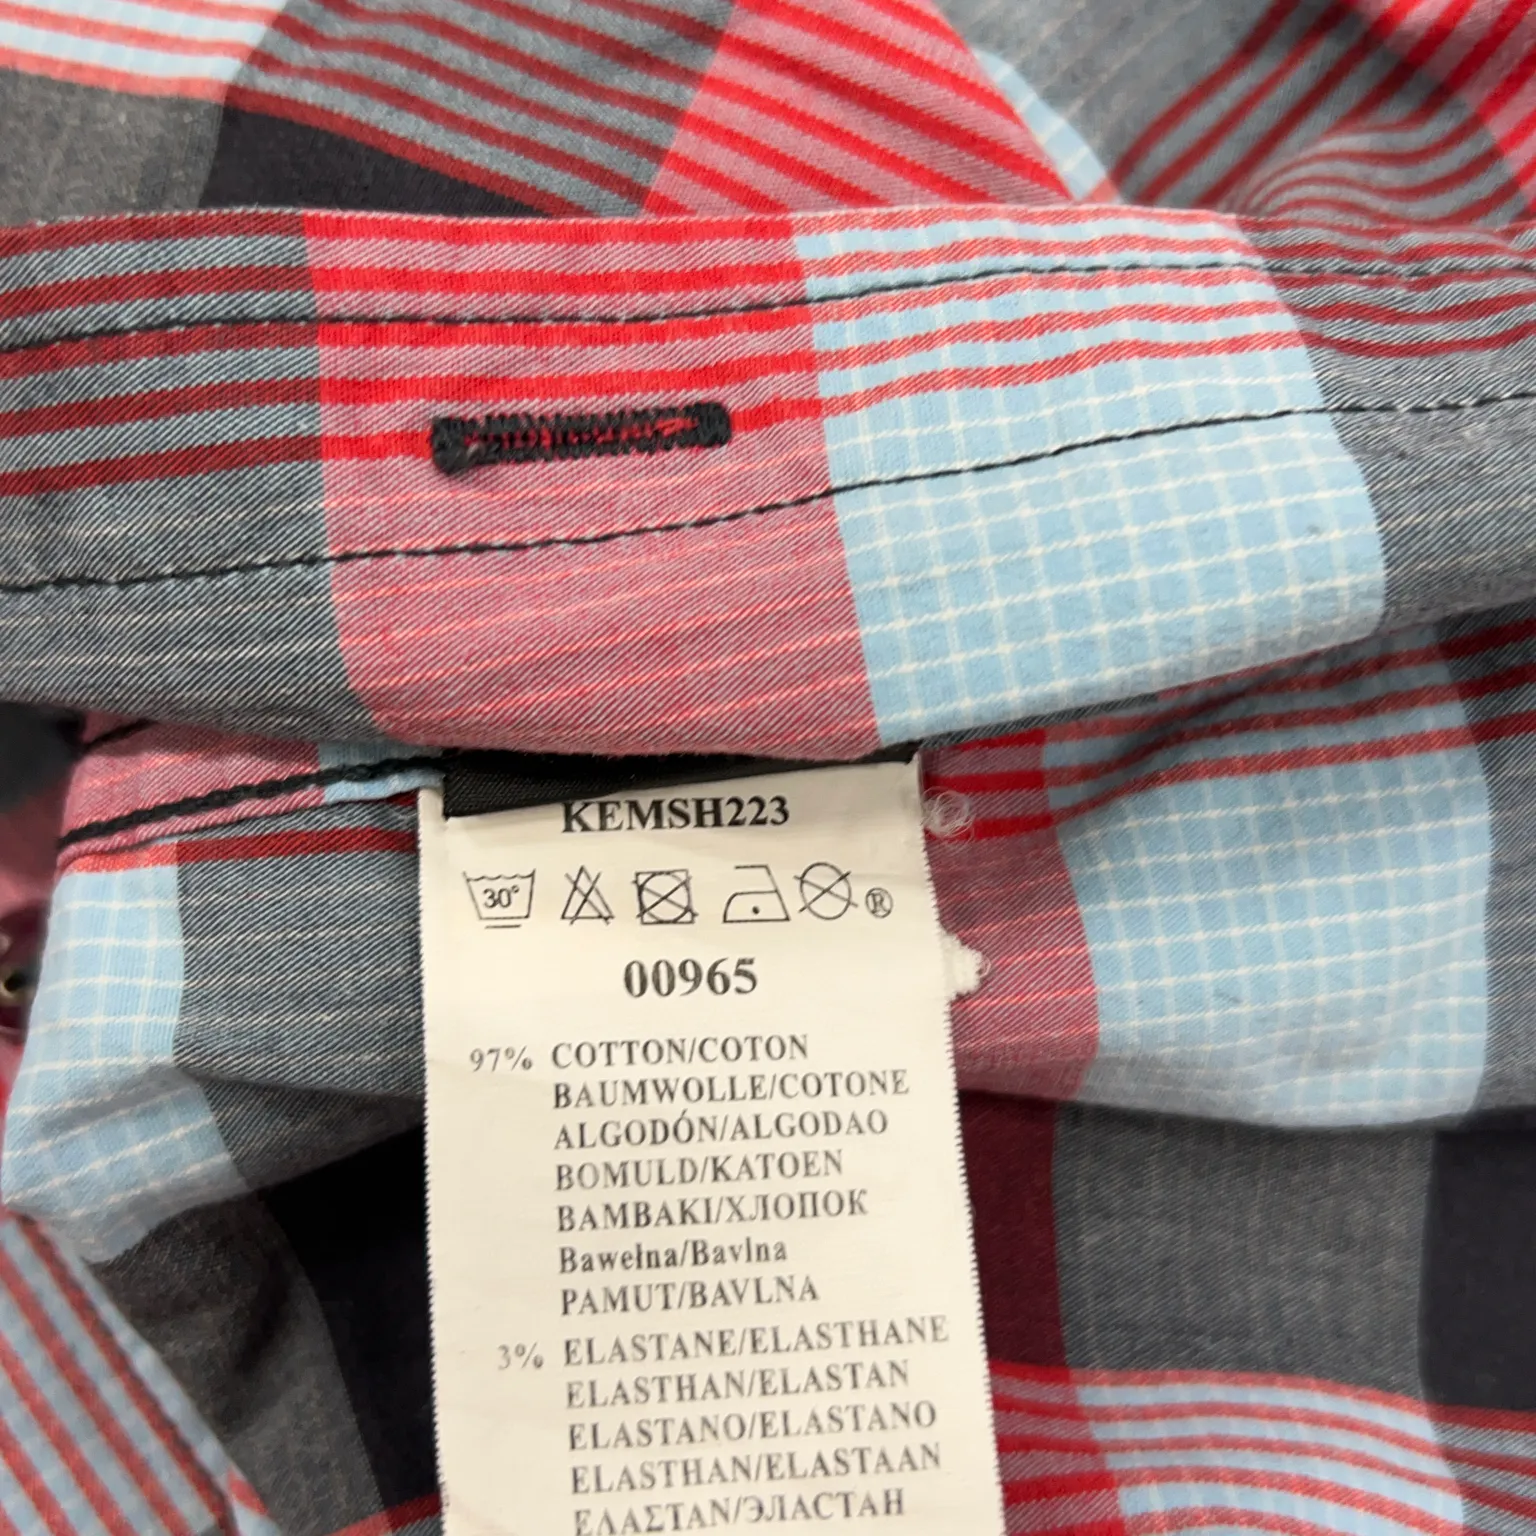 KEMSH223
30°
®
00965
97% COTTON/COTON
BAUMWOLLE/COTONE
ALGODÓN/ALGODAO
BOMULD/KATOEN
BAMBAKI/ХЛОПОК
Bawełna/Bavlna
PAMUT/BAVLNA
3% ELASTANE/ELASTHANE
ELASTHAN/ELASTAN
ELASTANO/ELASTANO
ELASTHAN/ELASTAAN
ΕΛΑΣΤΑΝ/ЭЛАСТАН